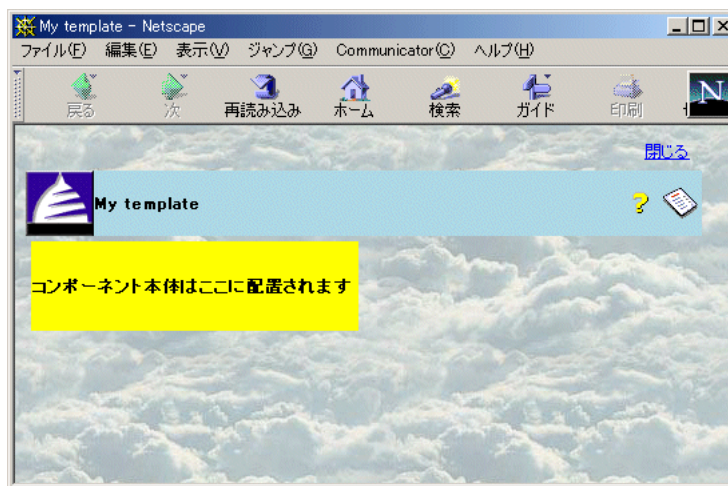 My template - Netscape
ファイル(F) 編集(E) 表示(V) ジャンプ(G) Communicator(C) ヘルプ(H)
戻る 次 再読み込み ホーム 検索 ガイド 印刷
N
閉じる
My template
?
コンポーネント本体はここに配置されます